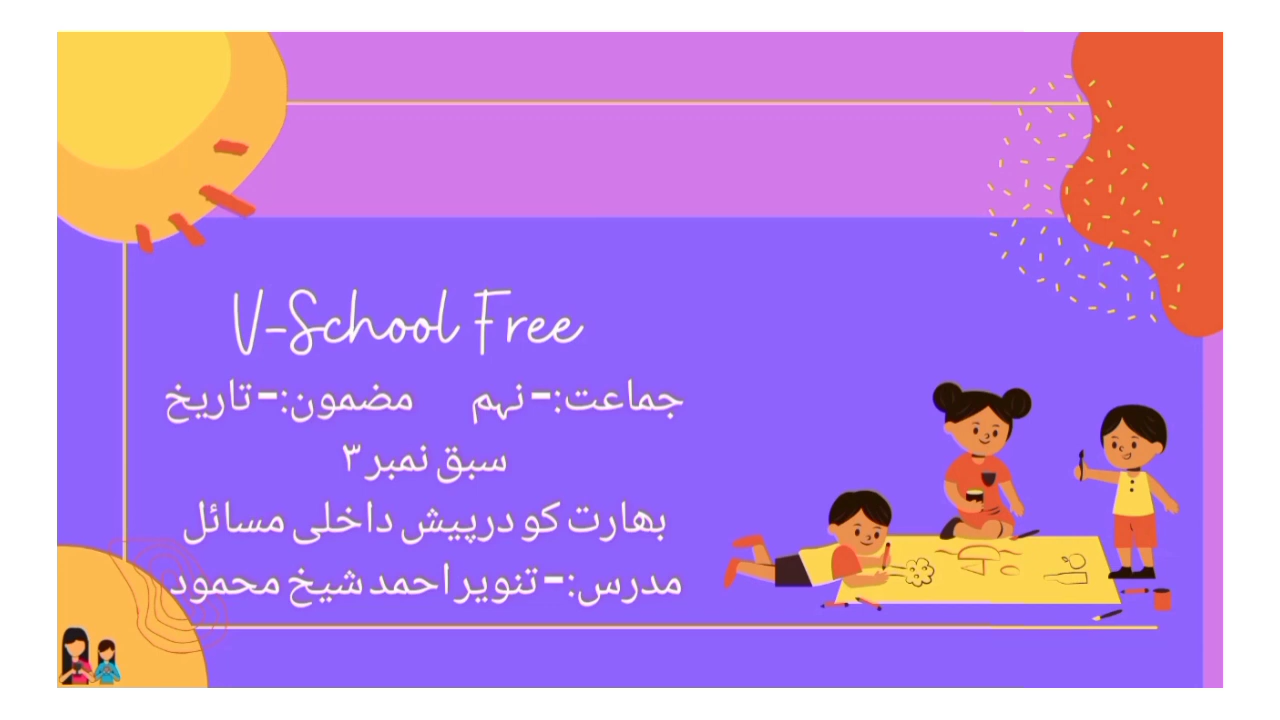 V-School Free
جماعت:- نہم مضمون:- تاریخ
سبق نمبر ۳
بھارت کو درپیش داخلی مسائل
مدرس:- تنویر احمد شیخ محمود